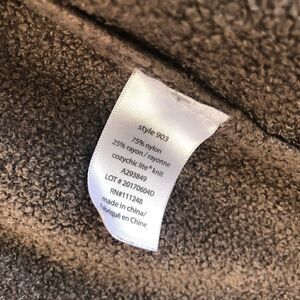 style 903
75% nylon
25% rayon / rayonne
cozychic lite® knit
A293849
LOT # 20170604D
RN#111248
made in china/
fabriqué en Chine